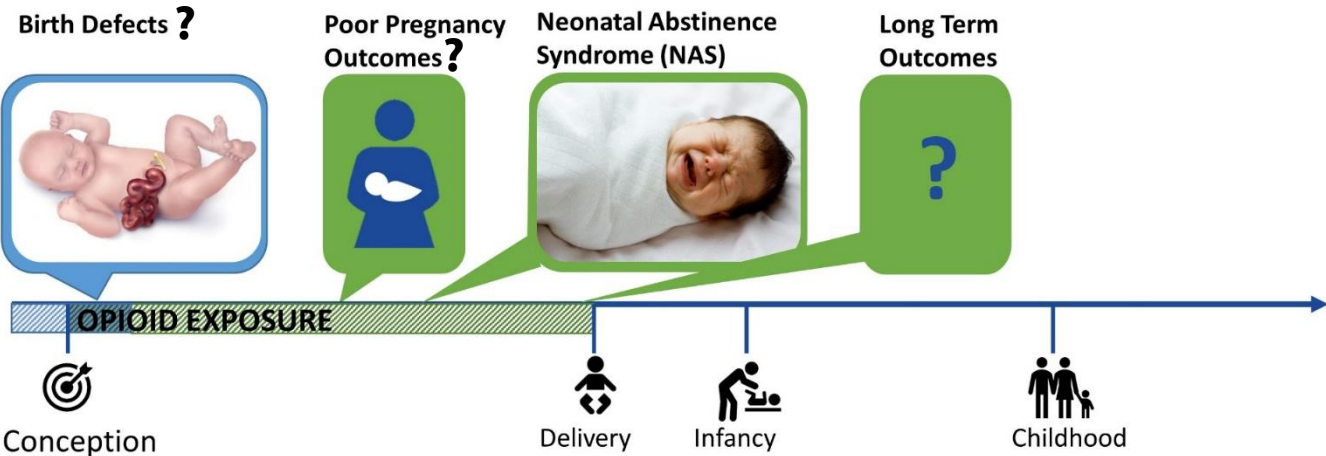 Birth Defects ?
Poor Pregnancy
Outcomes ?
Neonatal Abstinence
Syndrome (NAS)
Long Term
Outcomes
?
OPIOID EXPOSURE
Conception
Delivery
Infancy
Childhood